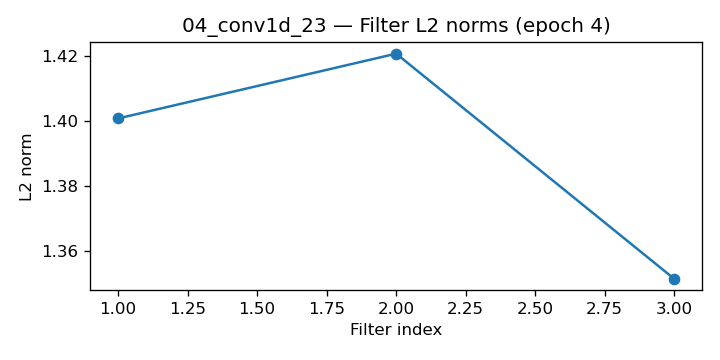 04_conv1d_23 — Filter L2 norms (epoch 4)
L2 norm
1.42
1.40
1.38
1.36
1.00 1.25 1.50 1.75 2.00 2.25 2.50 2.75 3.00
Filter index